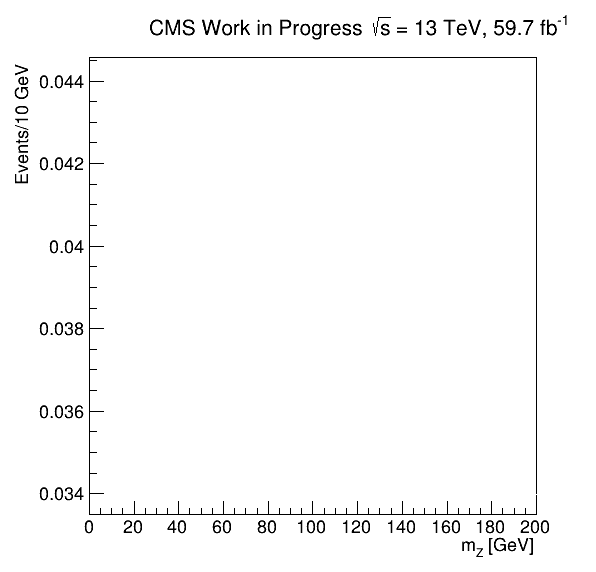 CMS Work in Progress √s = 13 TeV, 59.7 fb⁻¹
Events/10 GeV
0.044
0.042
0.04
0.038
0.036
0.034
0 20 40 60 80 100 120 140 160 180 200
m_Z [GeV]